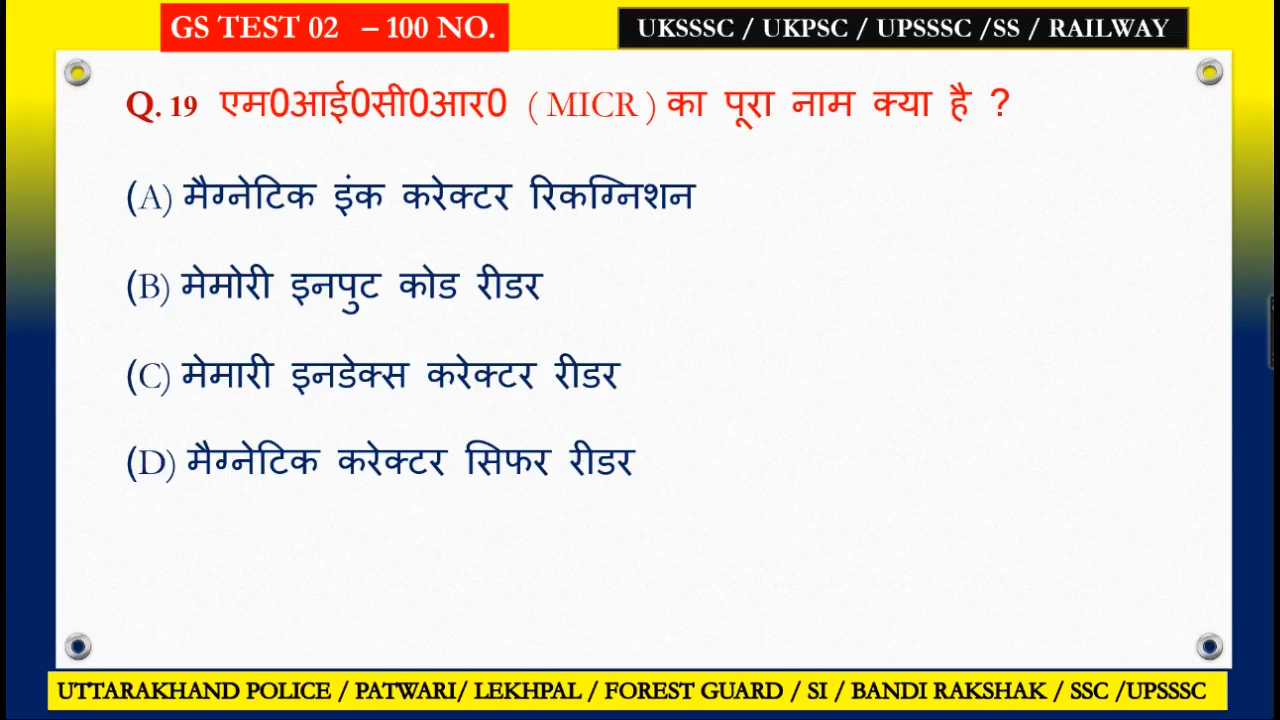 GS TEST 02 – 100 NO.
UKSSSC / UKPSC / UPSSSC /SS / RAILWAY
Q. 19 एम0आई0सी0आर0 ( MICR ) का पूरा नाम क्या है ?
(A) मैग्नेटिक इंक करेक्टर रिकग्निशन
(B) मेमोरी इनपुट कोड रीडर
(C) मेमारी इनडेक्स करेक्टर रीडर
(D) मैग्नेटिक करेक्टर सिफर रीडर
UTTARAKHAND POLICE / PATWARI/ LEKHPAL / FOREST GUARD / SI / BANDI RAKSHAK / SSC /UPSSSC